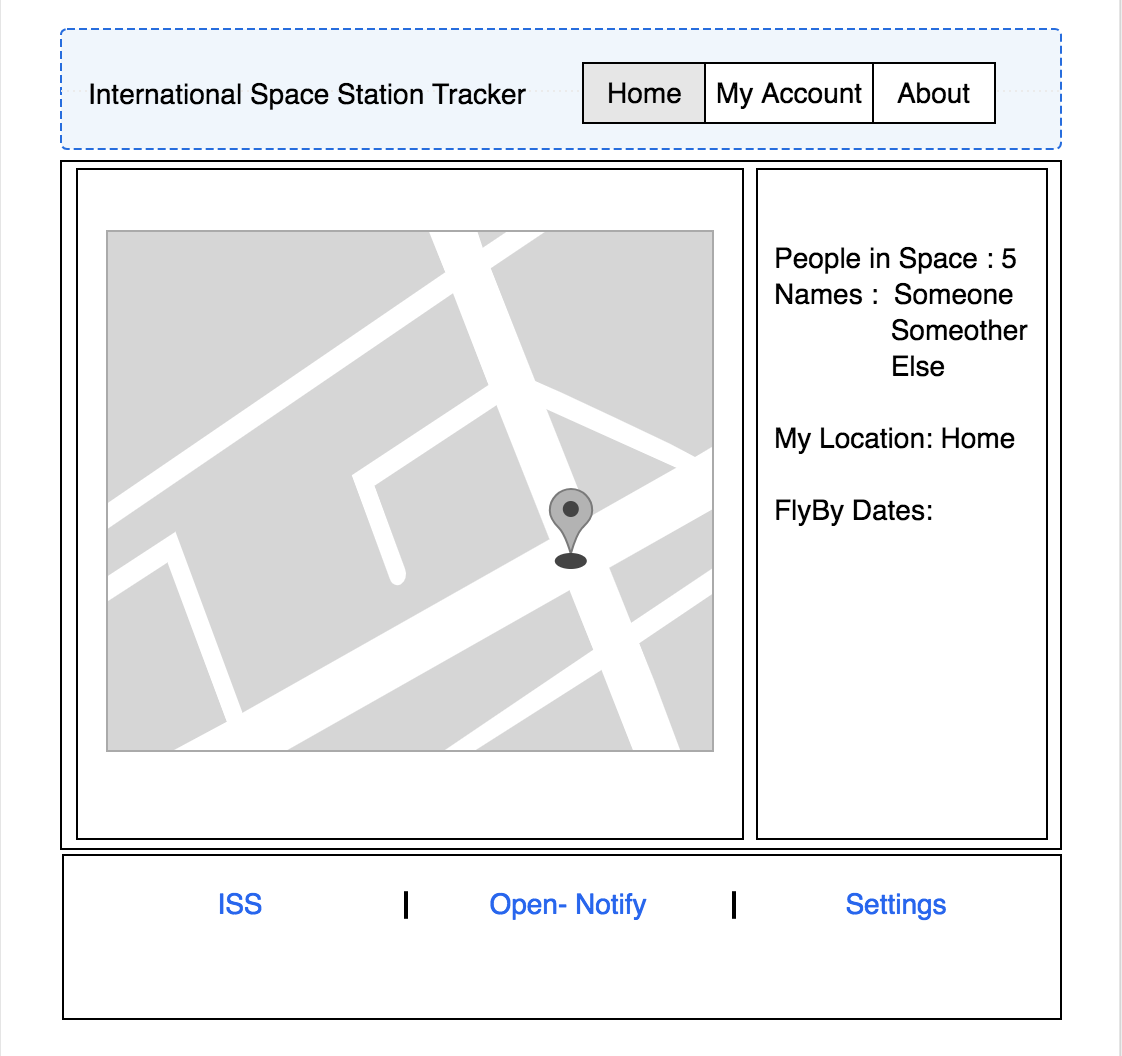 International Space Station Tracker
Home
My Account
About
People in Space : 5
Names : Someone
Someother
Else
My Location: Home
FlyBy Dates:
ISS | Open- Notify | Settings